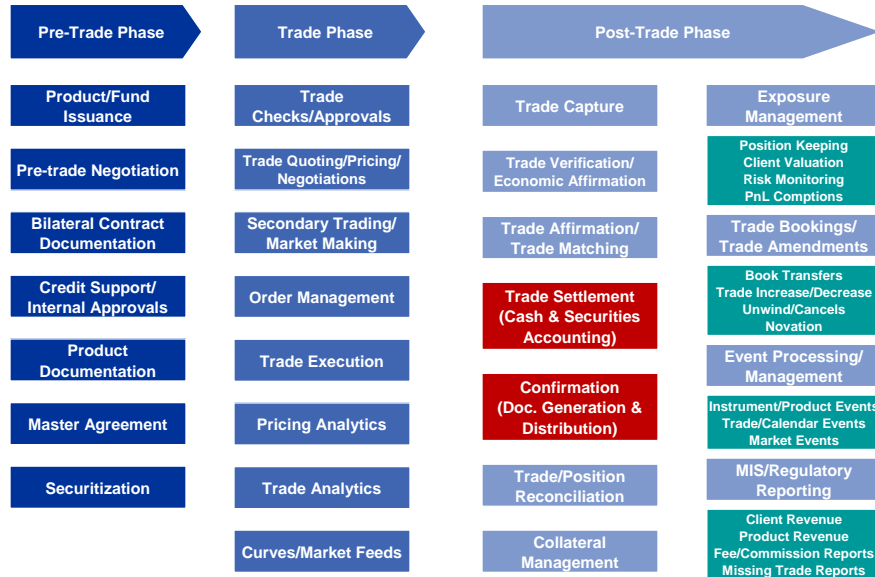 Pre-Trade Phase
Trade Phase
Post-Trade Phase
Product/Fund
Issuance
Pre-trade Negotiation
Bilateral Contract
Documentation
Credit Support/
Internal Approvals
Product
Documentation
Master Agreement
Securitization
Trade
Checks/Approvals
Trade Quoting/Pricing/
Negotiations
Secondary Trading/
Market Making
Order Management
Trade Execution
Pricing Analytics
Trade Analytics
Curves/Market Feeds
Trade Capture
Trade Verification/
Economic Affirmation
Trade Affirmation/
Trade Matching
Trade Settlement
(Cash & Securities
Accounting)
Confirmation
(Doc. Generation &
Distribution)
Trade/Position
Reconciliation
Collateral
Management
Exposure
Management
Position Keeping
Client Valuation
Risk Monitoring
PnL Comptions
Trade Bookings/
Trade Amendments
Book Transfers
Trade Increase/Decrease
Unwind/Cancels
Novation
Event Processing/
Management
Instrument/Product Events
Trade/Calendar Events
Market Events
MIS/Regulatory
Reporting
Client Revenue
Product Revenue
Fee/Commission Reports
Missing Trade Reports